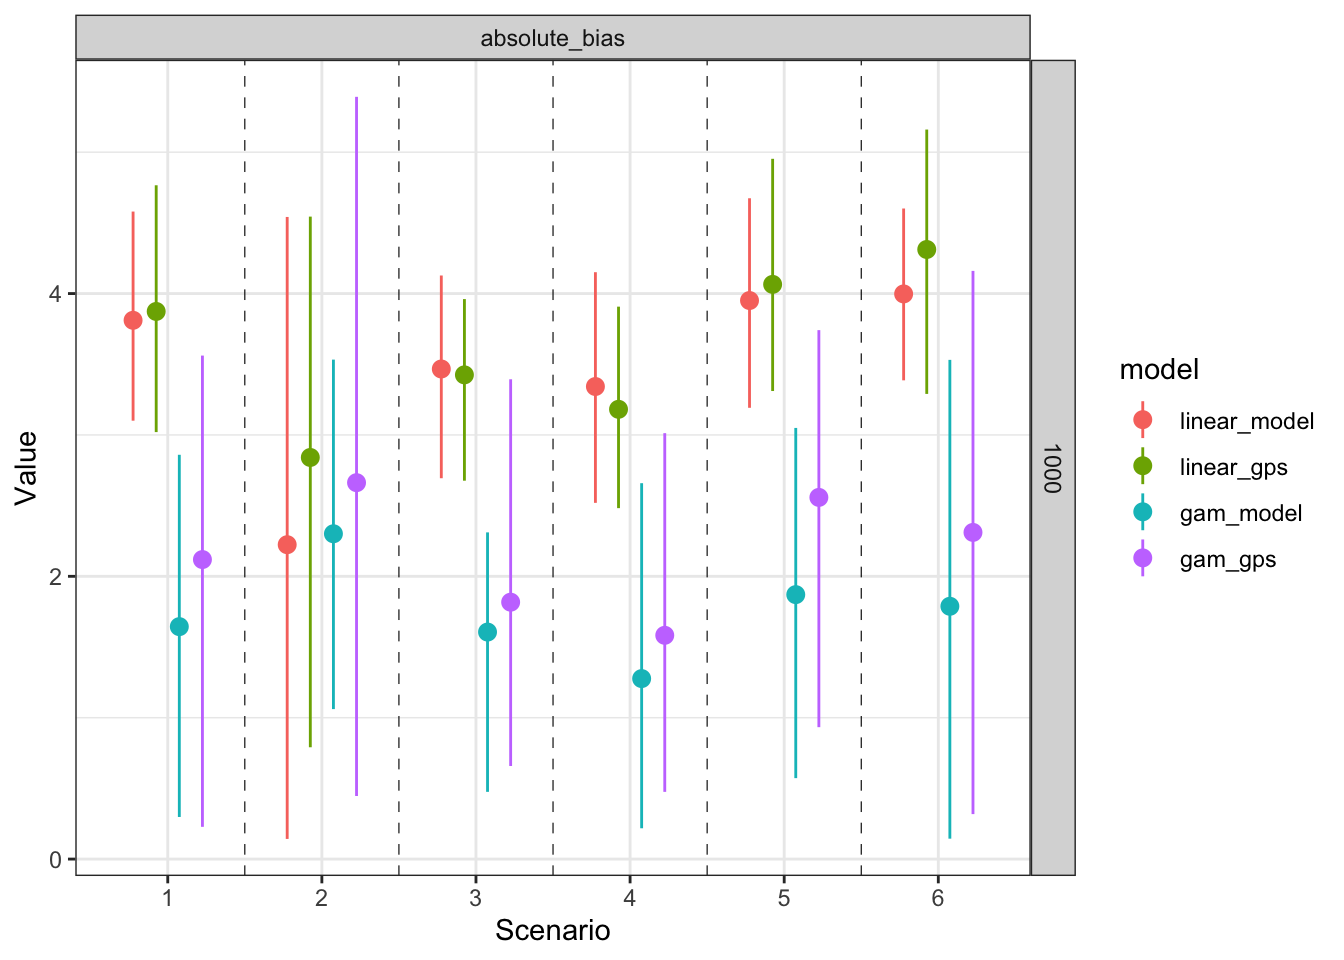 absolute_bias
1000
Value
4
2
0
1
2
3
4
5
6
Scenario
model
linear_model
linear_gps
gam_model
gam_gps